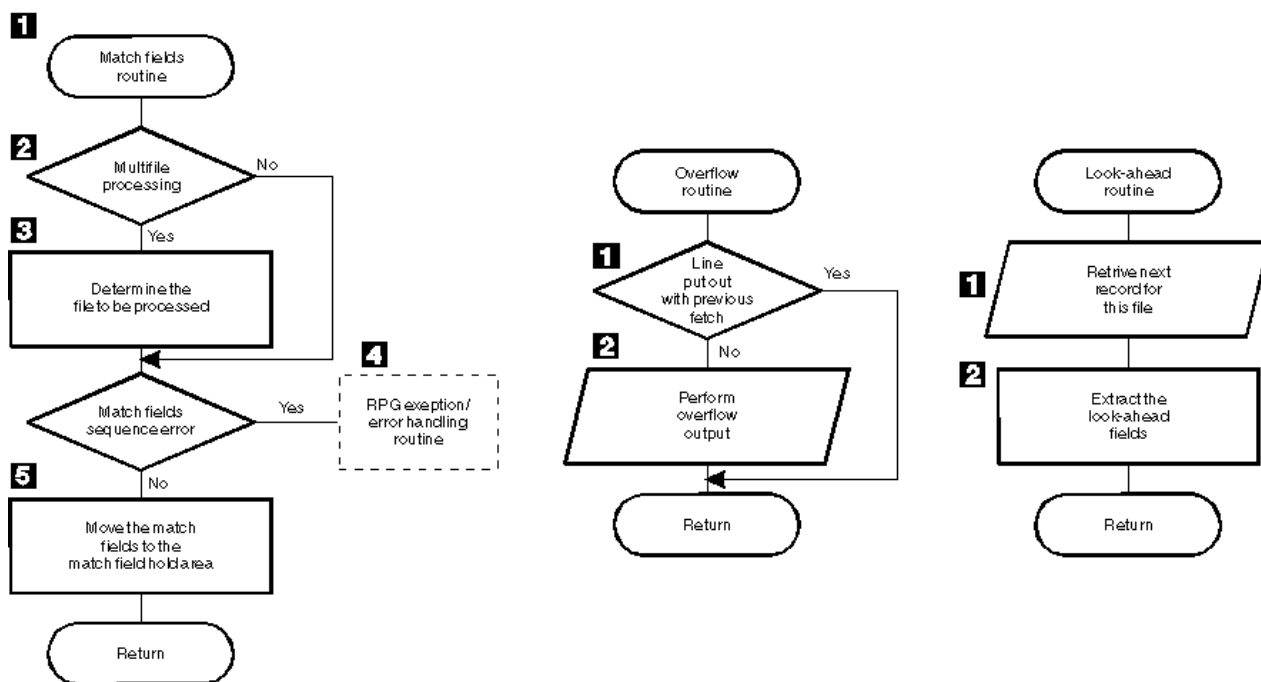 1
Match fields
routine
2
Multifile
processing
No
Yes
3
Determine the
file to be processed
4
Match fields
sequence error
Yes
RPG exeption/
error handling
routine
No
5
Move the match
fields to the
match field hold area
Return
Overflow
routine
1
Line
put out
with previous
fetch
Yes
No
2
Perform
overflow
output
Return
Look-ahead
routine
1
Retrive next
record for
this file
2
Extract the
look-ahead
fields
Return